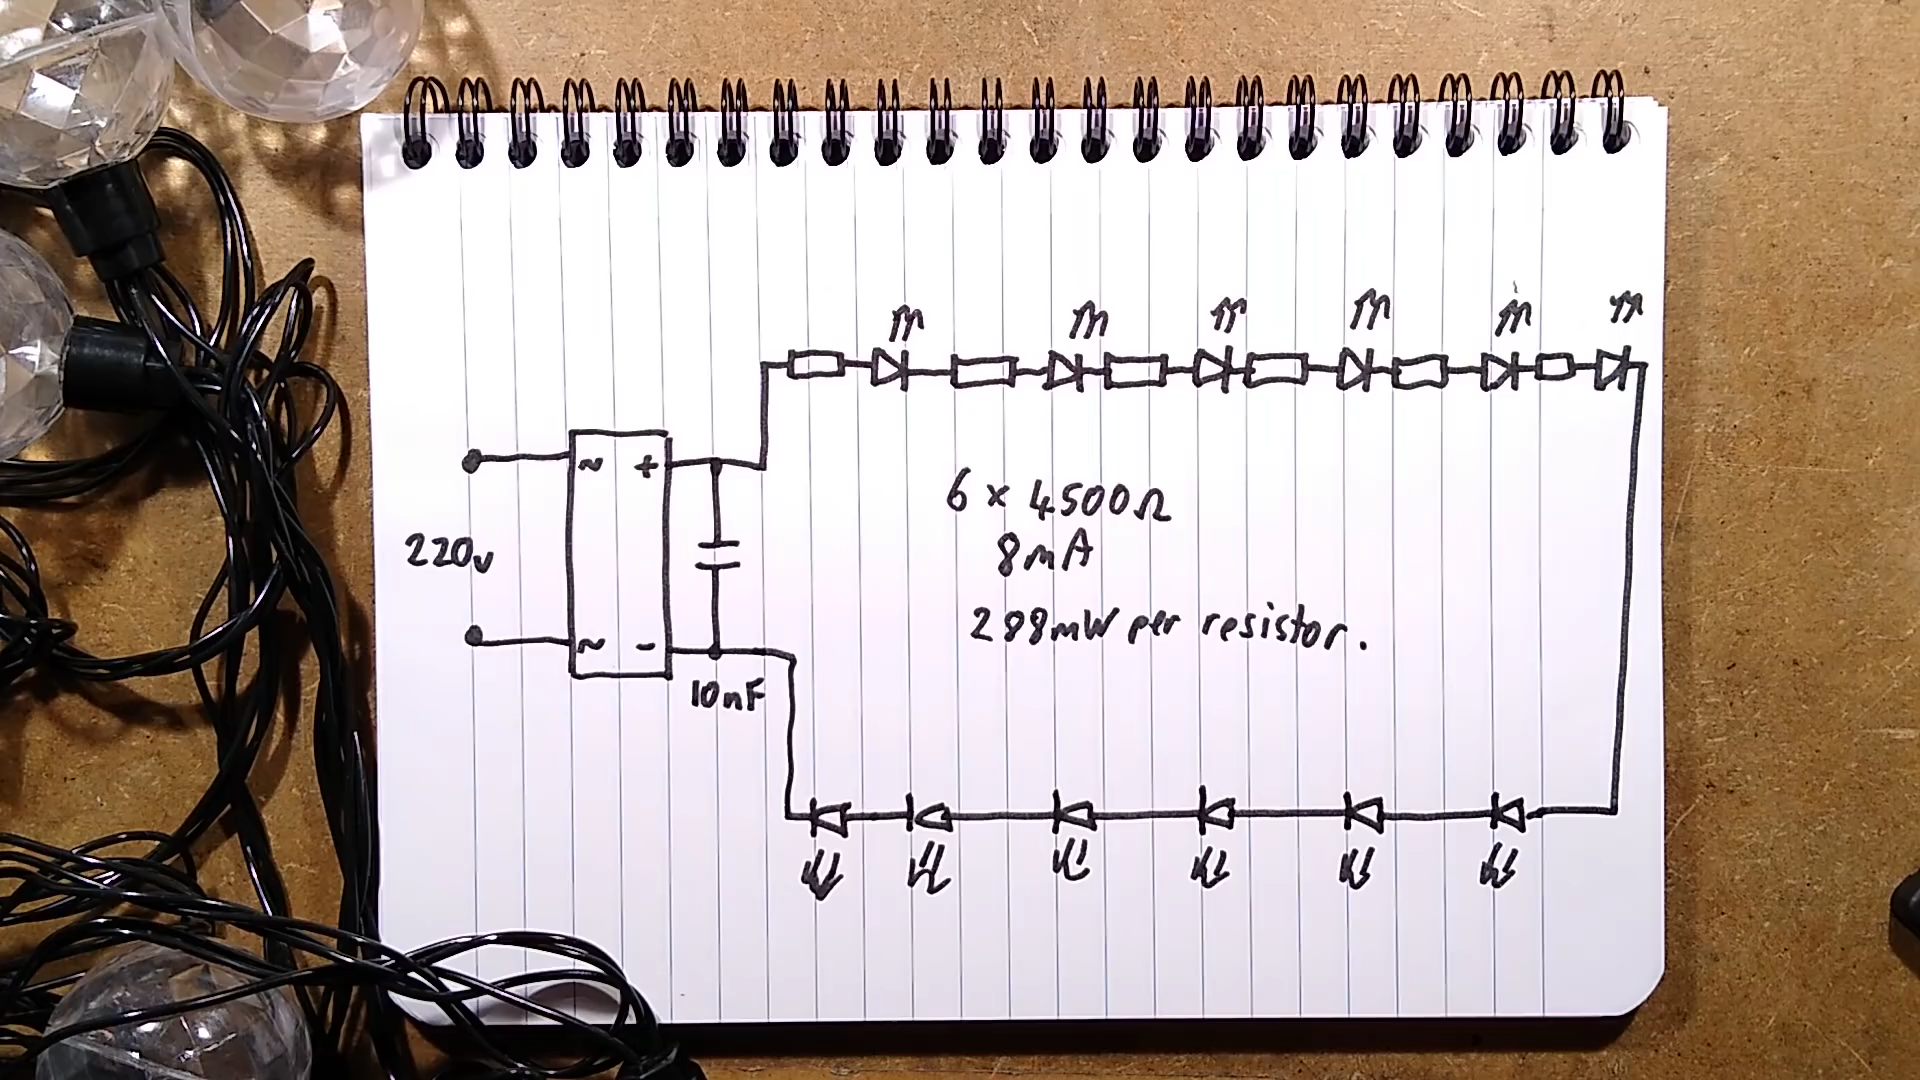 ~ +
220v
~ -
10nF
6 x 4500Ω
8mA
288mW per resistor.